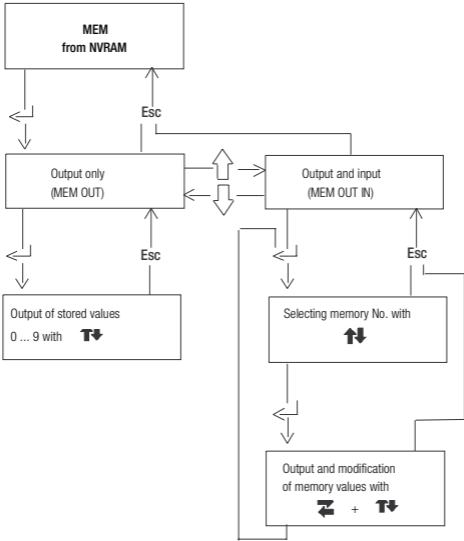 MEM
from NVRAM
Esc
Output only
(MEM OUT)
Output and input
(MEM OUT IN)
Esc
Esc
Output of stored values
0 ... 9 with
Selecting memory No. with
Output and modification
of memory values with
+